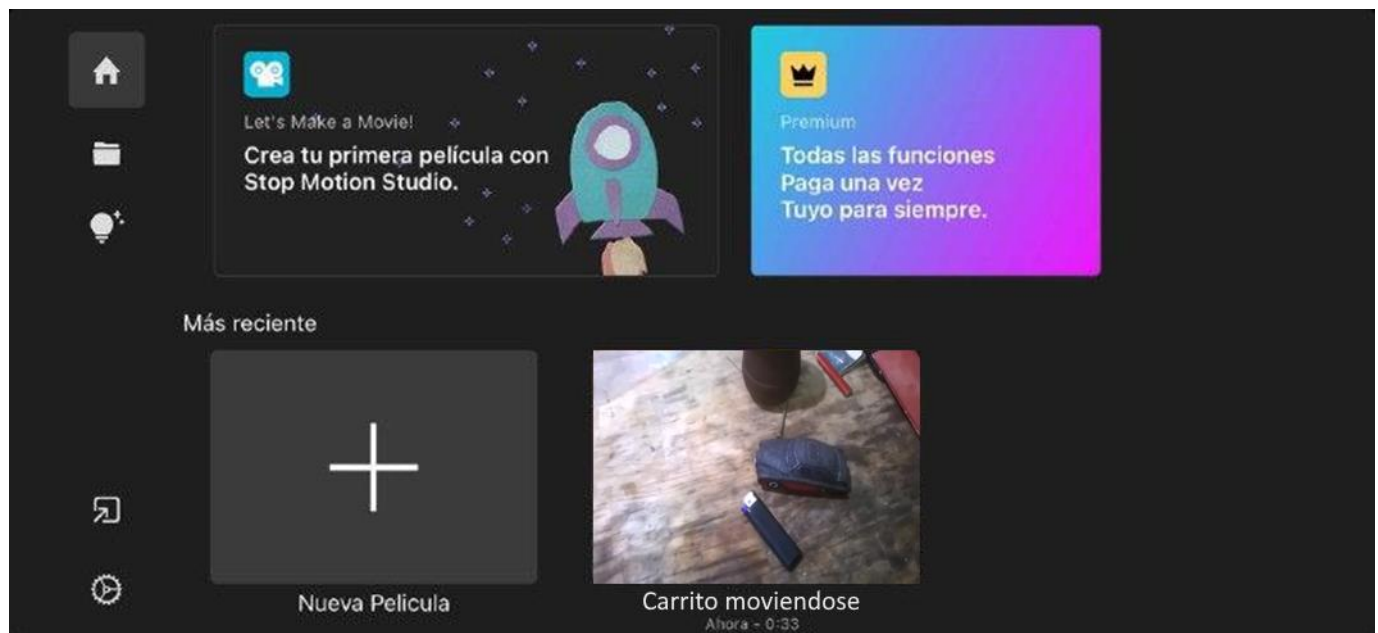 Let's Make a Movie!
Crea tu primera película con
Stop Motion Studio.
Premium
Todas las funciones
Paga una vez
Tuyo para siempre.
Más reciente
Nueva Pelicula
Carrito moviendose
Ahora - 0:33